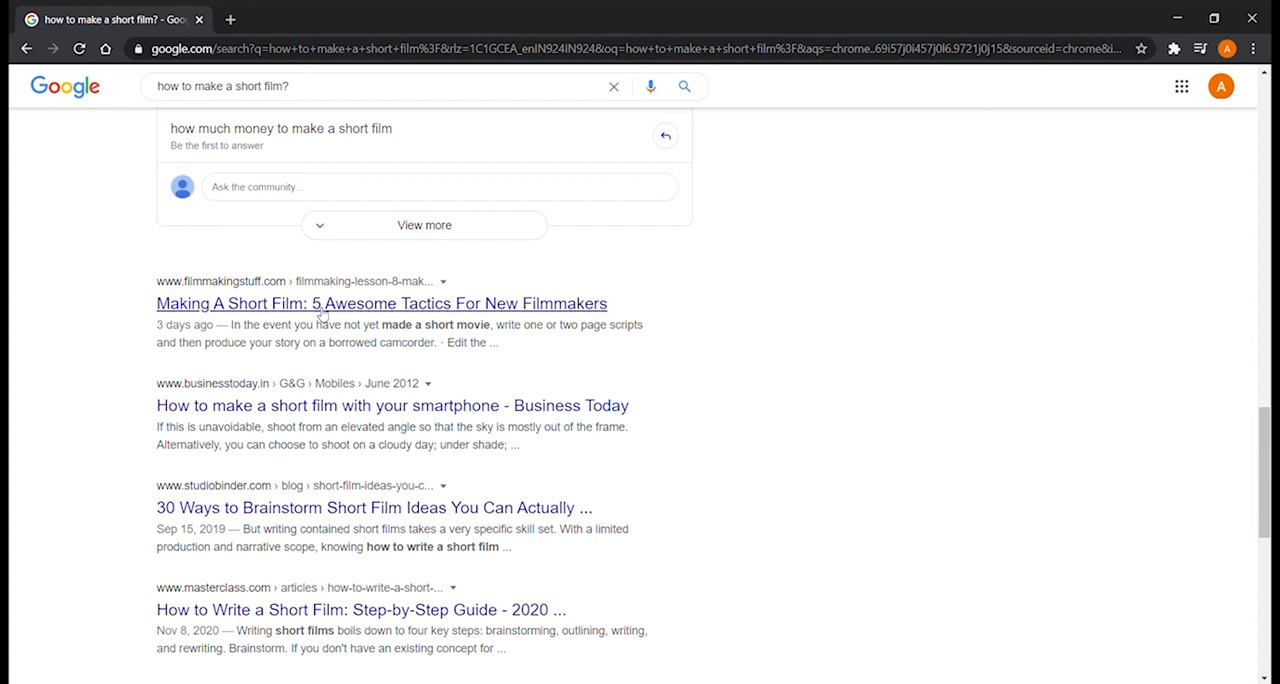 how to make a short film? - Goo
google.com/search?q=how+to+make+a+short+film%3F&rlz=1C1GCEA_enIN924IN924&oq=how+to+make+a+short+film%3F&aqs=chrome..69i57j0i457j0l6.9721j0j15&sourceid=chrome&i...
A
Google
how to make a short film?
A
how much money to make a short film
Be the first to answer
Ask the community...
View more
www.filmmakingstuff.com › filmmaking-lesson-8-mak...
Making A Short Film: 5 Awesome Tactics For New Filmmakers
3 days ago — In the event you have not yet made a short movie, write one or two page scripts
and then produce your story on a borrowed camcorder. · Edit the ...
www.businesstoday.in › G&G › Mobiles › June 2012
How to make a short film with your smartphone - Business Today
If this is unavoidable, shoot from an elevated angle so that the sky is mostly out of the frame.
Alternatively, you can choose to shoot on a cloudy day; under shade; ...
www.studiobinder.com › blog › short-film-ideas-you-c...
30 Ways to Brainstorm Short Film Ideas You Can Actually ...
Sep 15, 2019 — But writing contained short films takes a very specific skill set. With a limited
production and narrative scope, knowing how to write a short film ...
www.masterclass.com › articles › how-to-write-a-short-...
How to Write a Short Film: Step-by-Step Guide - 2020 ...
Nov 8, 2020 — Writing short films boils down to four key steps: brainstorming, outlining, writing,
and rewriting. Brainstorm. If you don't have an existing concept for ...